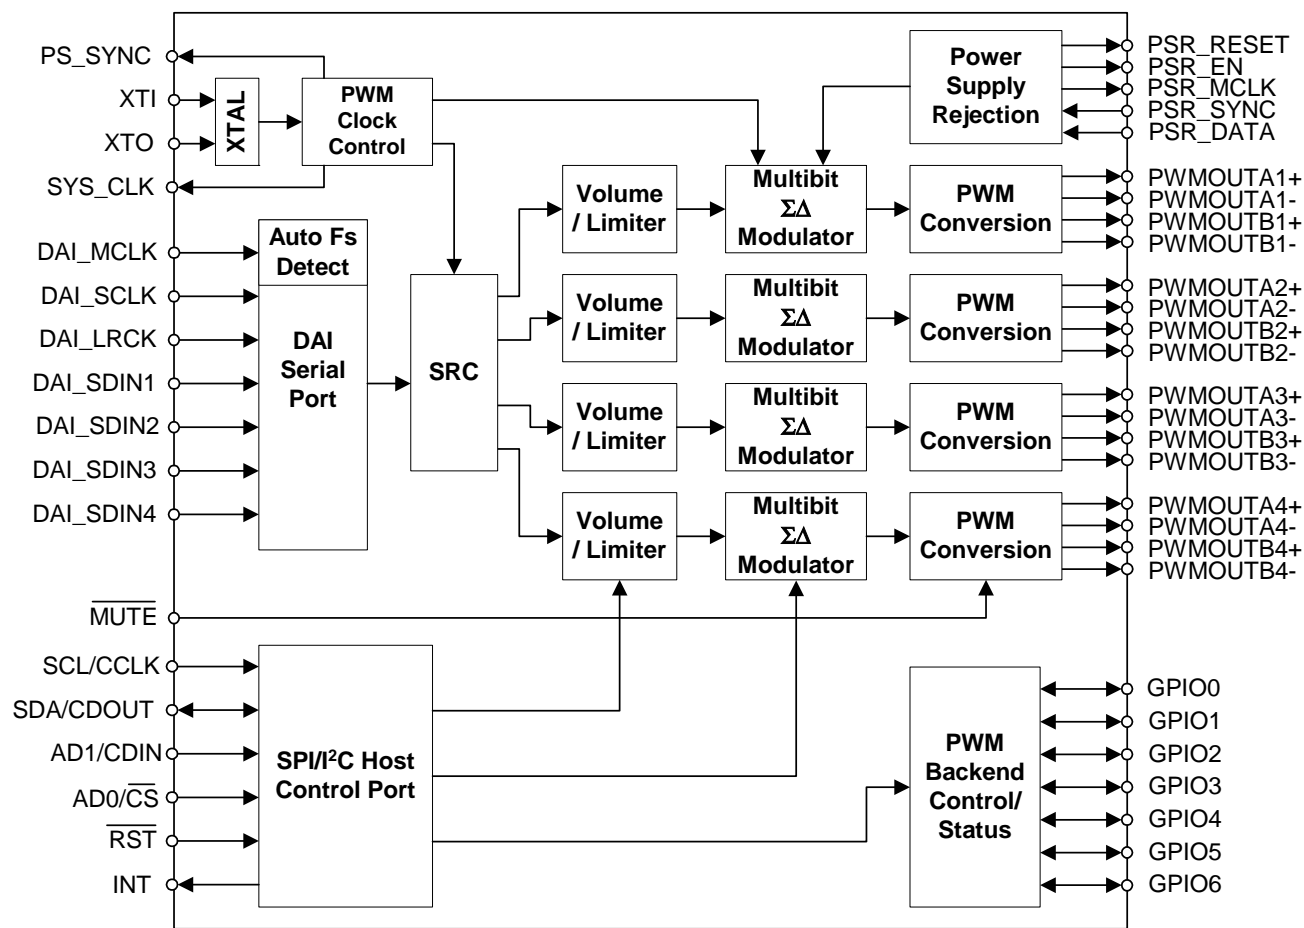 PS_SYNC
XTI
XTO
SYS_CLK
DAI_MCLK
DAI_SCLK
DAI_LRCK
DAI_SDIN1
DAI_SDIN2
DAI_SDIN3
DAI_SDIN4
MUTE
SCL/CCLK
SDA/CDOUT
AD1/CDIN
AD0/CS
RST
INT
XTAL
PWM
Clock
Control
Auto Fs
Detect
DAI
Serial
Port
SRC
SPI/I²C Host
Control Port
Volume
/ Limiter
Volume
/ Limiter
Volume
/ Limiter
Volume
/ Limiter
Multibit
ΣΔ
Modulator
Multibit
ΣΔ
Modulator
Multibit
ΣΔ
Modulator
Multibit
ΣΔ
Modulator
Power
Supply
Rejection
PWM
Conversion
PWM
Conversion
PWM
Conversion
PWM
Conversion
PWM
Backend
Control/
Status
PSR_RESET
PSR_EN
PSR_MCLK
PSR_SYNC
PSR_DATA
PWMOUTA1+
PWMOUTA1-
PWMOUTB1+
PWMOUTB1-
PWMOUTA2+
PWMOUTA2-
PWMOUTB2+
PWMOUTB2-
PWMOUTA3+
PWMOUTA3-
PWMOUTB3+
PWMOUTB3-
PWMOUTA4+
PWMOUTA4-
PWMOUTB4+
PWMOUTB4-
GPIO0
GPIO1
GPIO2
GPIO3
GPIO4
GPIO5
GPIO6